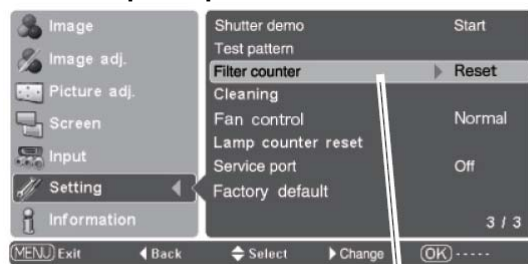 Image
Image adj.
Picture adj.
Screen
Input
Setting
Information
Shutter demo Start
Test pattern
Filter counter Reset
Cleaning
Fan control Normal
Lamp counter reset
Service port Off
Factory default
3 / 3
MENU Exit Back Select Change OK -----